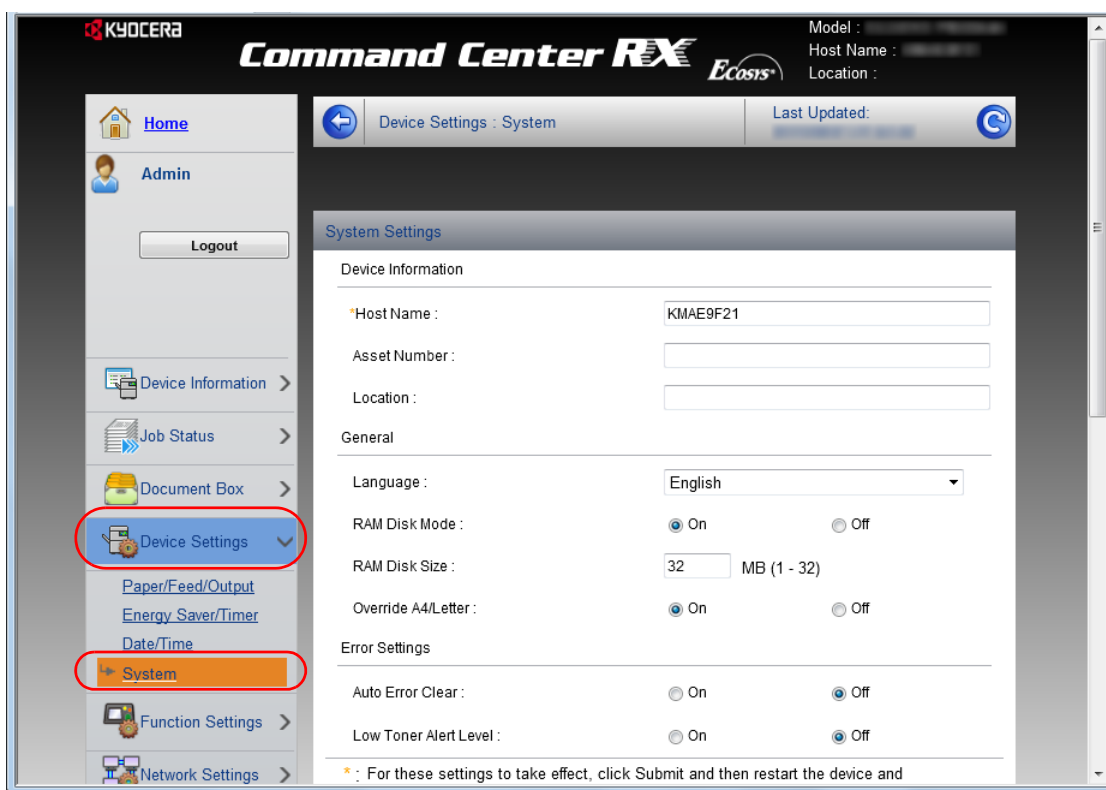 KYOCERA
Command Center RX
Ecosys
Model :
Host Name :
Location :
Home
Admin
Logout
Device Information
Job Status
Document Box
Device Settings
Paper/Feed/Output
Energy Saver/Timer
Date/Time
System
Function Settings
Network Settings
Device Settings : System
Last Updated:
System Settings
Device Information
*Host Name : KMAE9F21
Asset Number :
Location :
General
Language : English
RAM Disk Mode : On Off
RAM Disk Size : 32 MB (1 - 32)
Override A4/Letter : On Off
Error Settings
Auto Error Clear : On Off
Low Toner Alert Level : On Off
* : For these settings to take effect, click Submit and then restart the device and